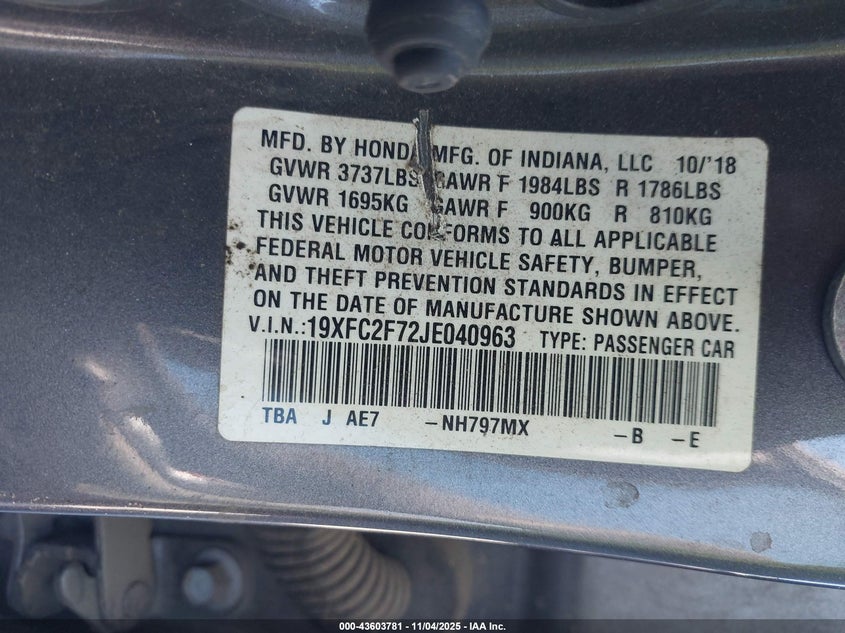 MFD. BY HONDA MFG. OF INDIANA, LLC 10/'18
GVWR 3737LBS GAWR F 1984LBS R 1786LBS
GVWR 1695KG GAWR F 900KG R 810KG
THIS VEHICLE CONFORMS TO ALL APPLICABLE
FEDERAL MOTOR VEHICLE SAFETY, BUMPER,
AND THEFT PREVENTION STANDARDS IN EFFECT
ON THE DATE OF MANUFACTURE SHOWN ABOVE.
V.I.N.:19XFC2F72JE040963 TYPE: PASSENGER CAR
TBA J AE7 –NH797MX –B –E
000-43603781 - 11/04/2025 - IAA Inc.